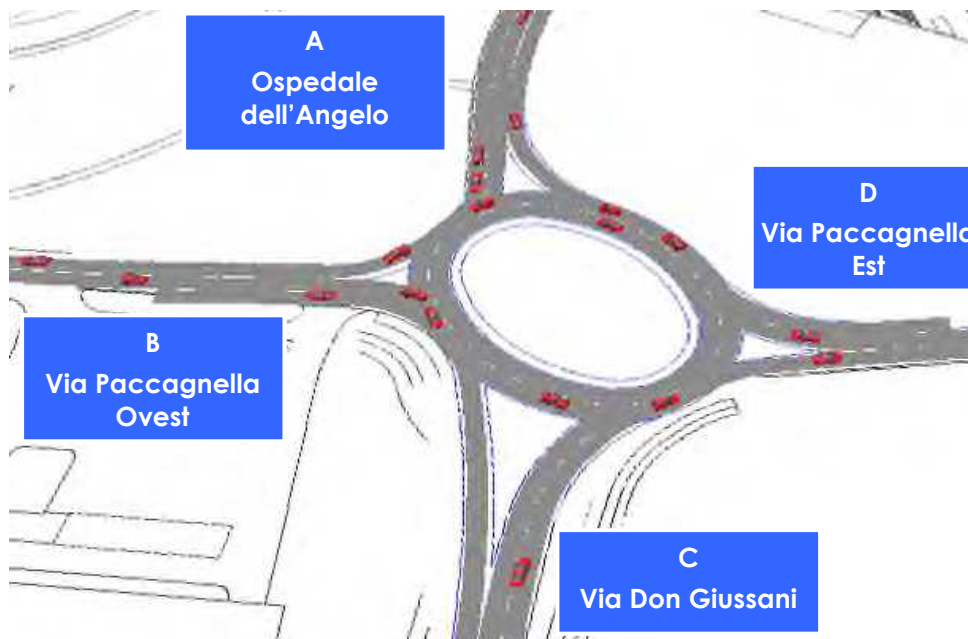 A
Ospedale
dell'Angelo
D
Via Paccagnella
Est
B
Via Paccagnella
Ovest
C
Via Don Giussani